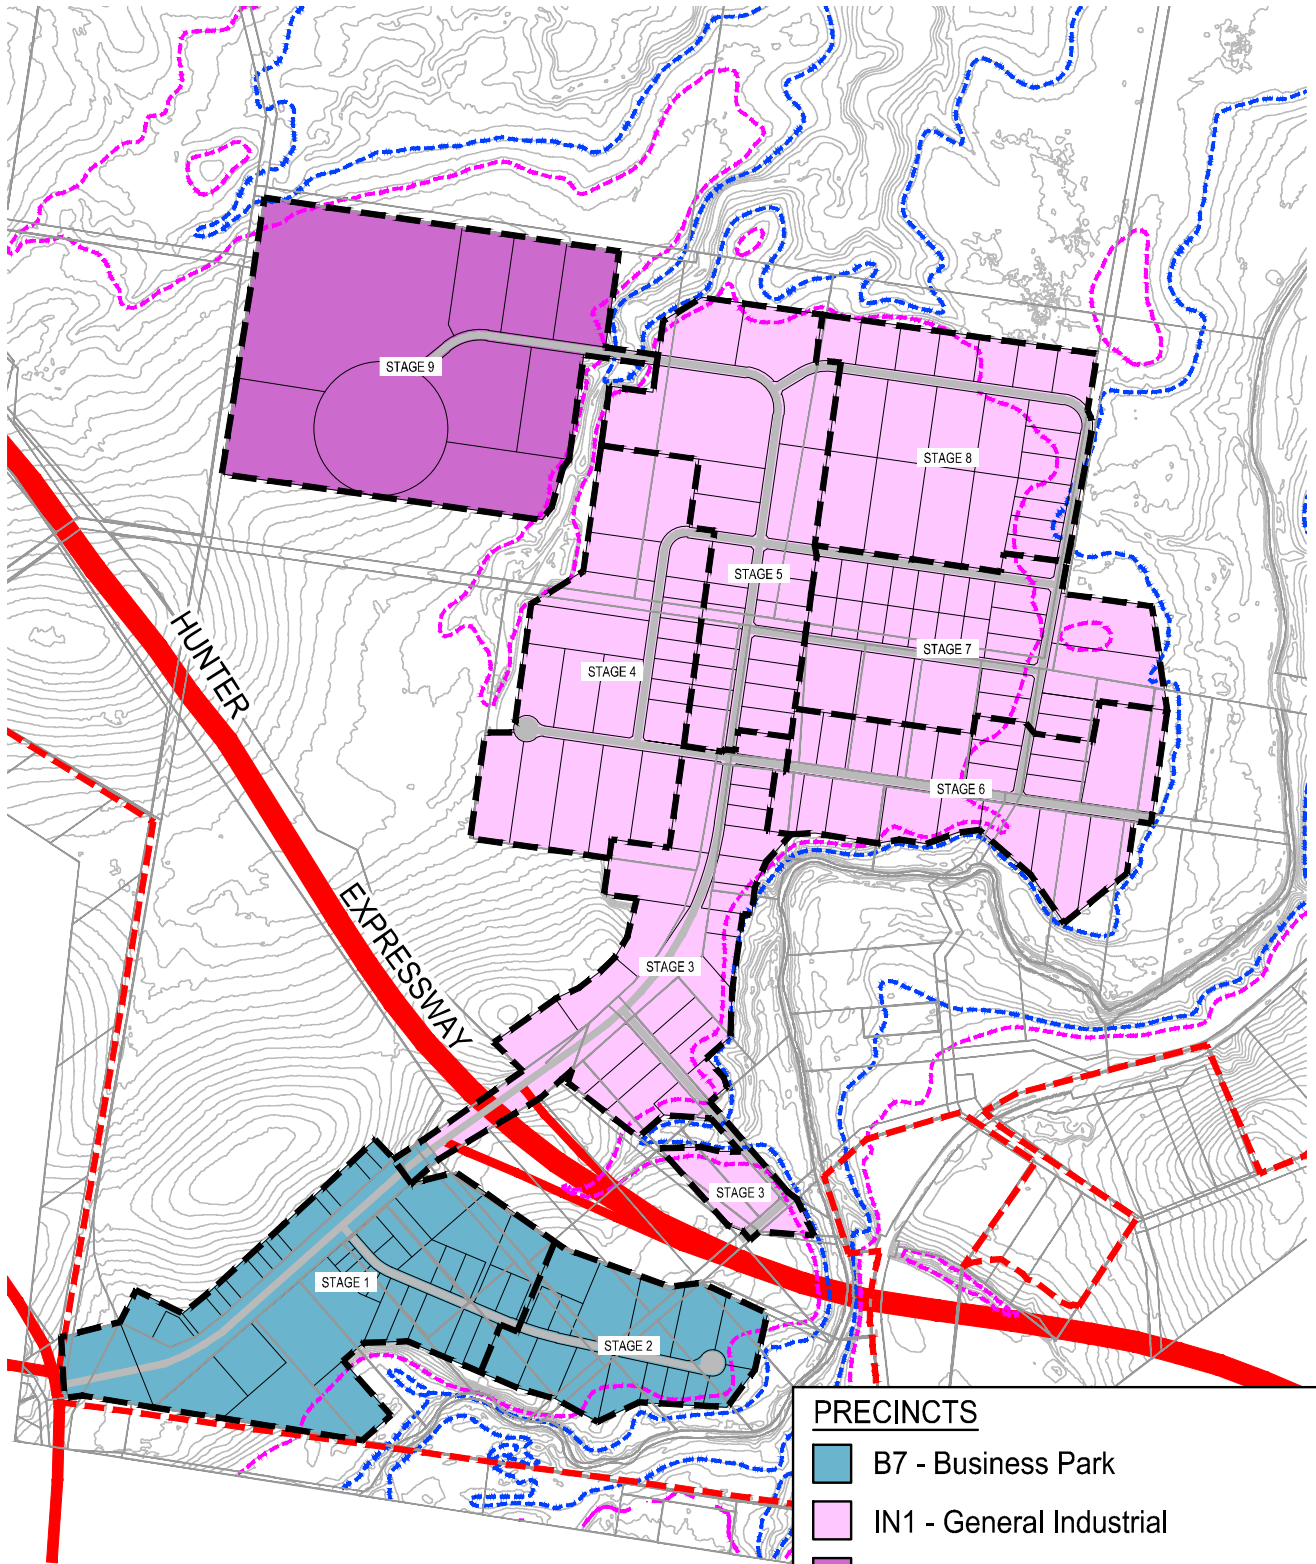 STAGE 9
STAGE 8
STAGE 5
HUNTER
STAGE 7
STAGE 4
STAGE 6
EXPRESSWAY
STAGE 3
STAGE 3
STAGE 1
STAGE 2
PRECINCTS
B7 - Business Park
IN1 - General Industrial